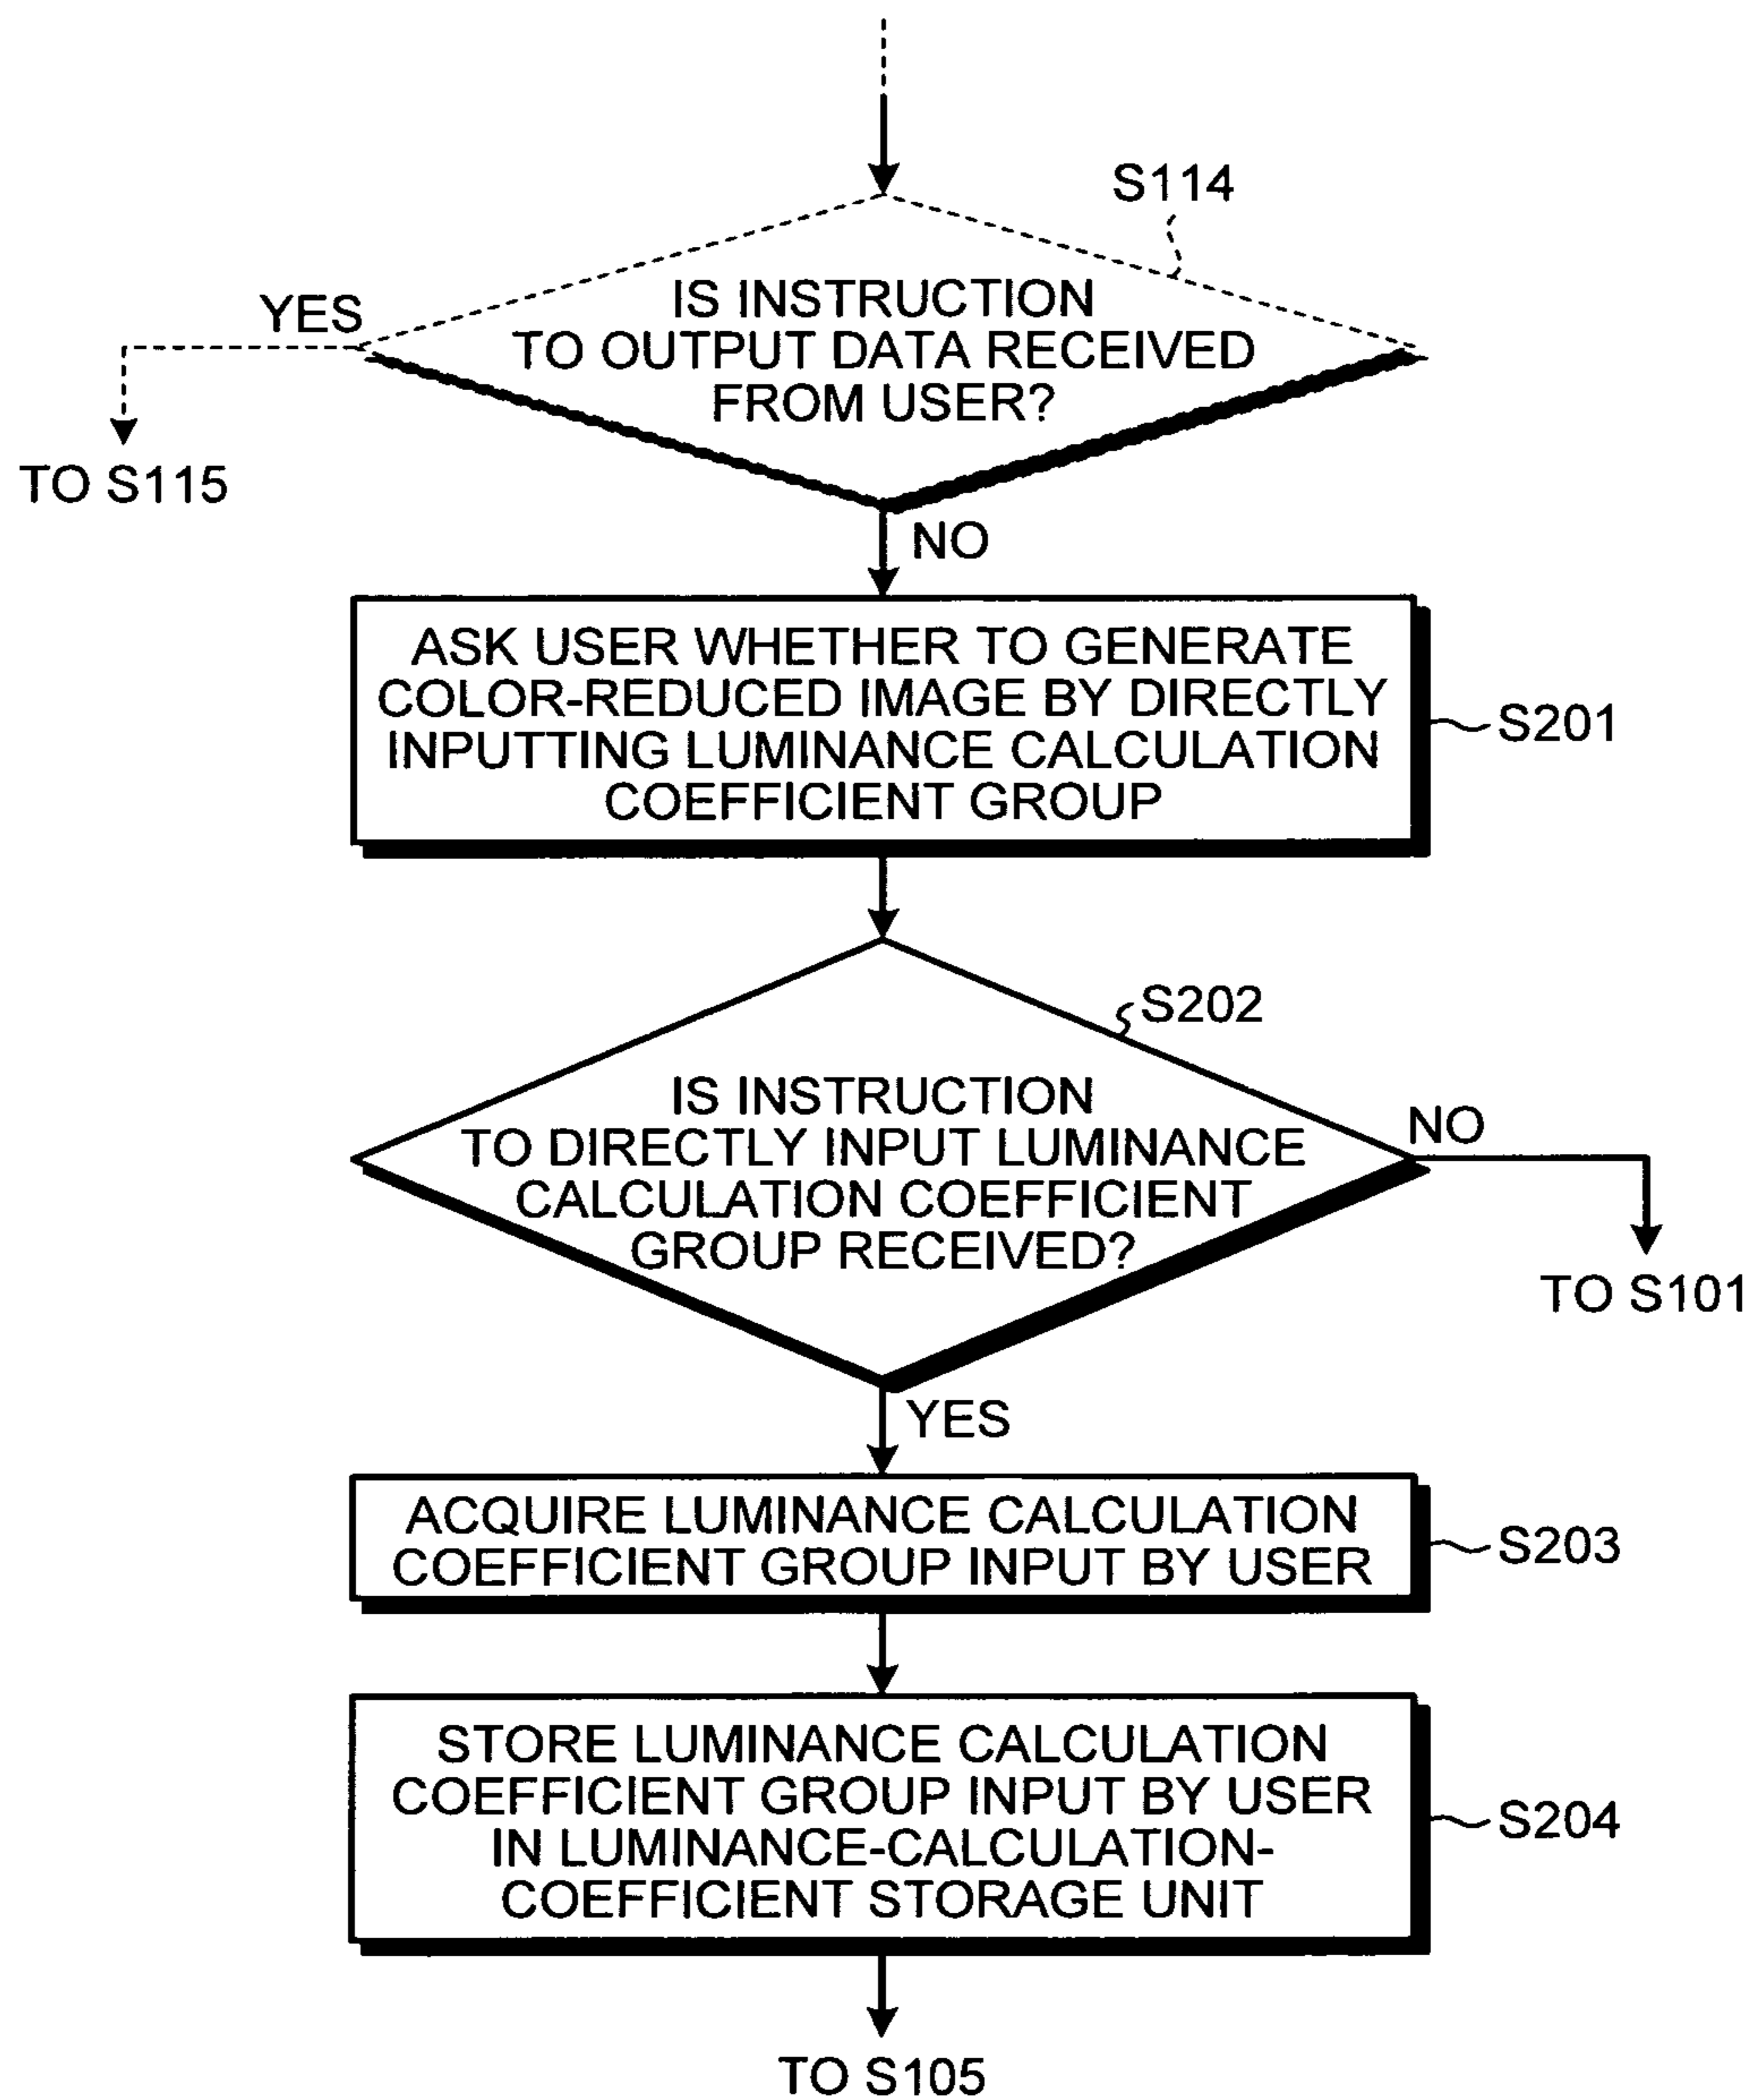 S114
IS INSTRUCTION
TO OUTPUT DATA RECEIVED
FROM USER?
YES
TO S115
NO
ASK USER WHETHER TO GENERATE
COLOR-REDUCED IMAGE BY DIRECTLY
INPUTTING LUMINANCE CALCULATION
COEFFICIENT GROUP
S201
S202
IS INSTRUCTION
TO DIRECTLY INPUT LUMINANCE
CALCULATION COEFFICIENT
GROUP RECEIVED?
NO
TO S101
YES
ACQUIRE LUMINANCE CALCULATION
COEFFICIENT GROUP INPUT BY USER
S203
STORE LUMINANCE CALCULATION
COEFFICIENT GROUP INPUT BY USER
IN LUMINANCE-CALCULATION-
COEFFICIENT STORAGE UNIT
S204
TO S105